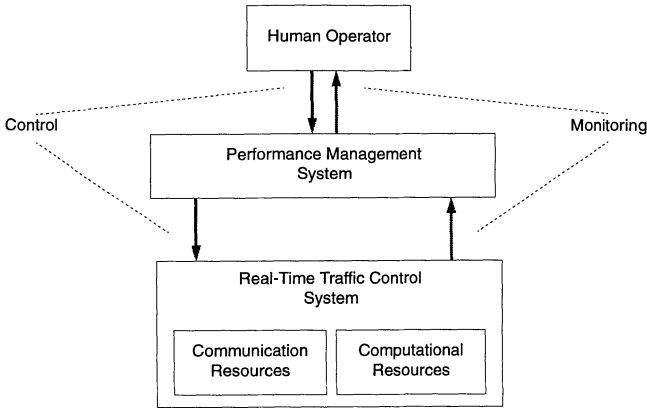 Human Operator
Control
Monitoring
Performance Management
System
Real-Time Traffic Control
System
Communication
Resources
Computational
Resources